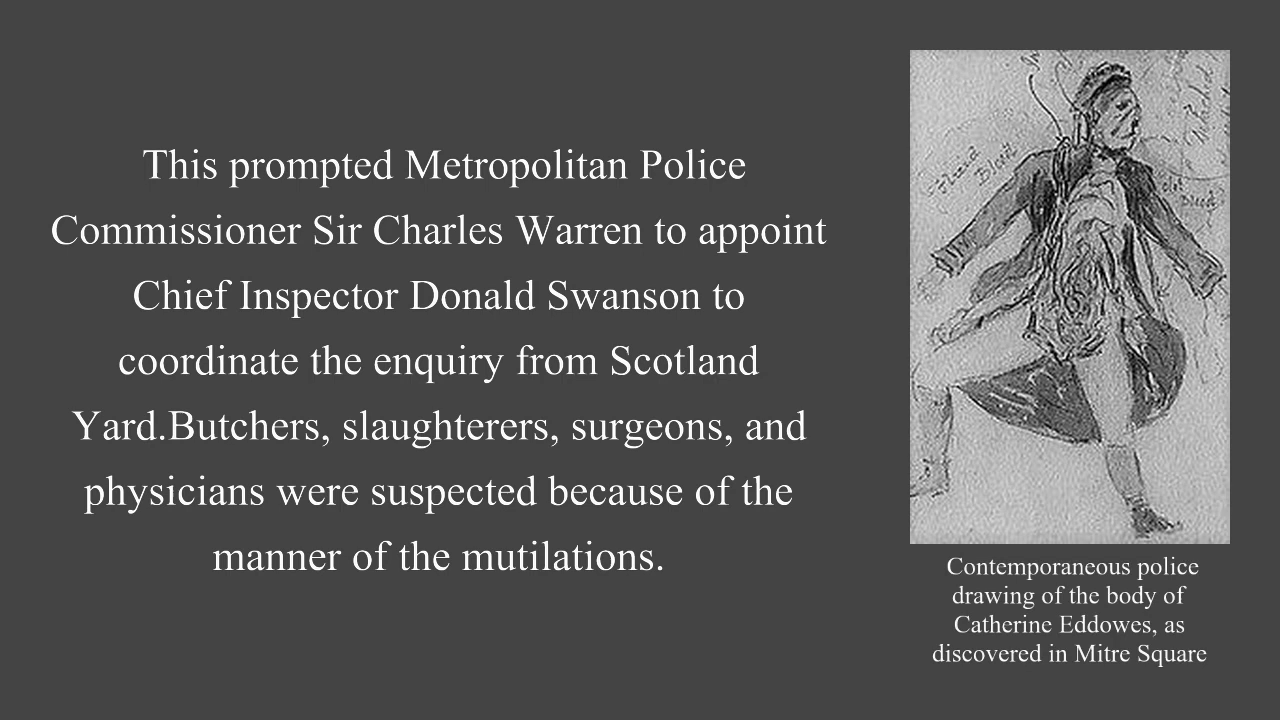 This prompted Metropolitan Police
Commissioner Sir Charles Warren to appoint
Chief Inspector Donald Swanson to
coordinate the enquiry from Scotland
Yard.Butchers, slaughterers, surgeons, and
physicians were suspected because of the
manner of the mutilations.
Blood
Blood
Contemporaneous police
drawing of the body of
Catherine Eddowes, as
discovered in Mitre Square